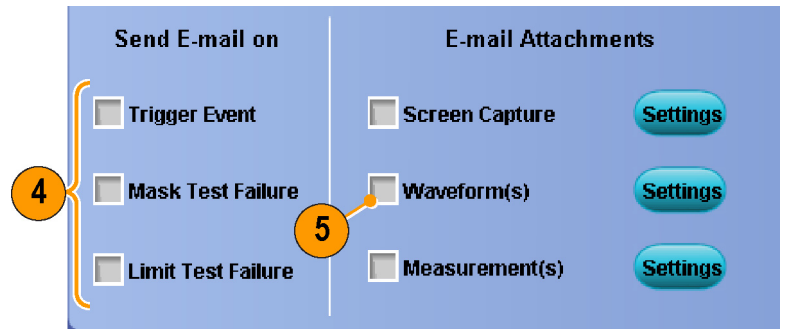 Send E-mail on
E-mail Attachments
Trigger Event
Screen Capture
Settings
4
Mask Test Failure
Waveform(s)
Settings
5
Limit Test Failure
Measurement(s)
Settings